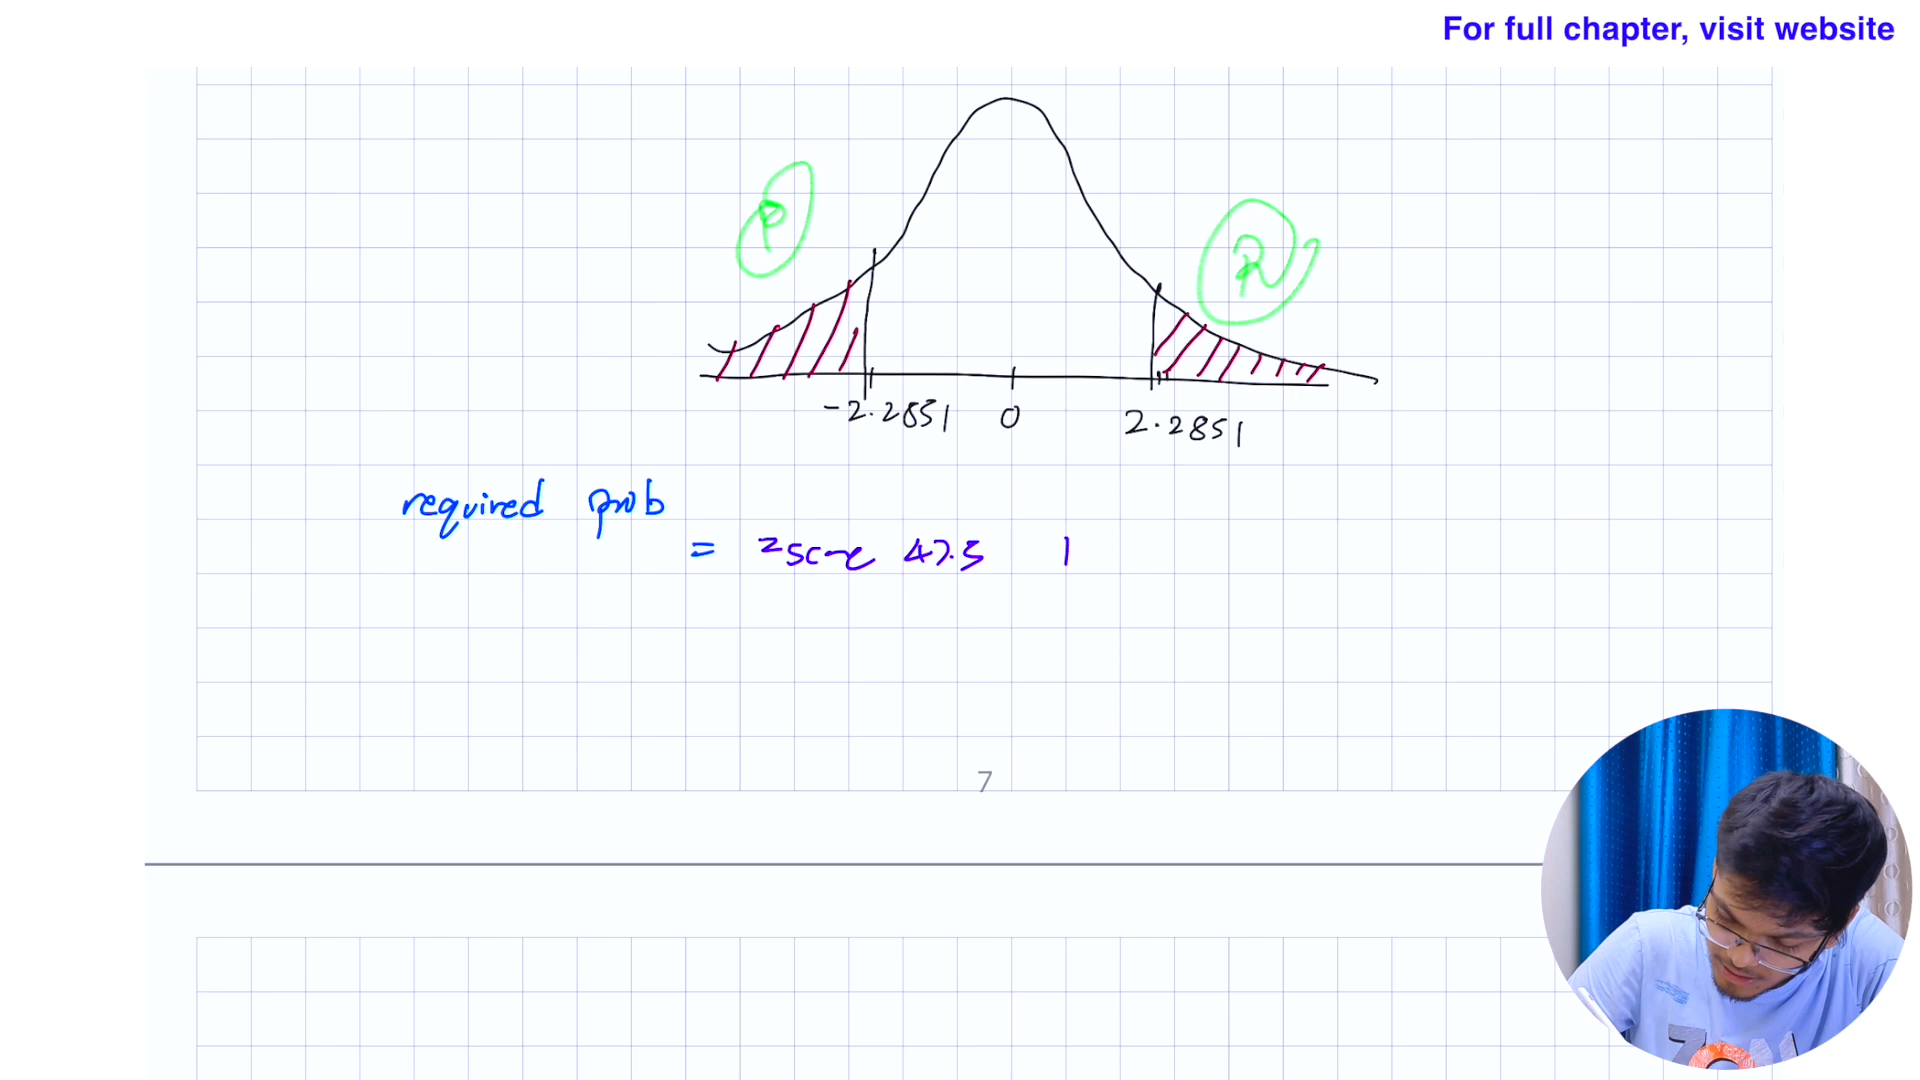 For full chapter, visit website
P
R
-2.2851 0 2.2851
required prob
= zscore 47.5 1
7